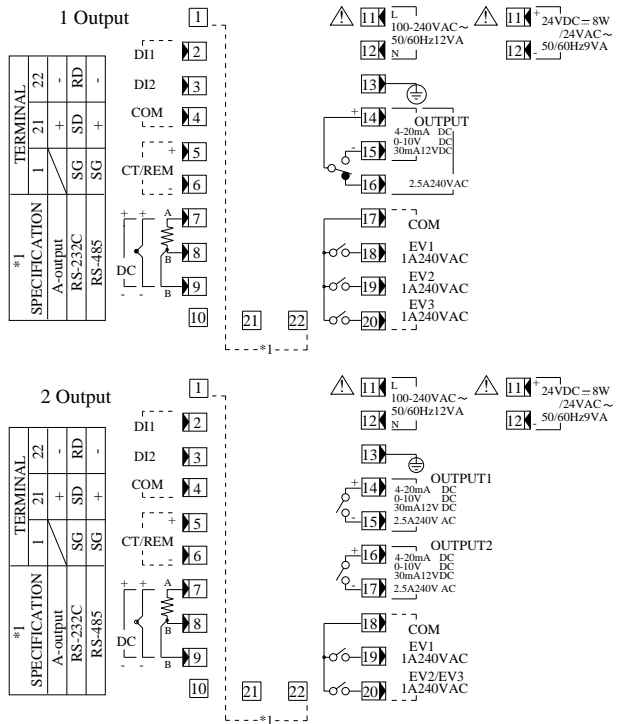 1 Output
1
DI1
2
DI2
3
COM
4
+
5
CT/REM
-
6
+ + A
7
8
DC
B
9
- - B
10
21
22
*1
TERMINAL
22 - RD -
21 + SD +
1 SG SG
*1
SPECIFICATION
A-output
RS-232C
RS-485
11 L
100-240VAC~
50/60Hz12VA
12 N
11 + 24VDC⎓8W
/24VAC~
12 - 50/60Hz9VA
13
+ 14 OUTPUT
4-20mA DC
0-10V DC
- 15 30mA12VDC
16 2.5A240VAC
17
COM
18 EV1
1A240VAC
19 EV2
1A240VAC
EV3
20 1A240VAC
2 Output
1
DI1
2
DI2
3
COM
4
+
5
CT/REM
-
6
+ + A
7
8
B
DC
9
- - B
10
21
22
*1
TERMINAL
22 - RD -
21 + SD +
1 SG SG
*1
SPECIFICATION
A-output
RS-232C
RS-485
11 L
100-240VAC~
50/60Hz12VA
12 N
11 + 24VDC⎓8W
/24VAC~
12 - 50/60Hz9VA
13
OUTPUT1
+ 14 4-20mA DC
0-10V DC
30mA12V DC
- 15 2.5A240V AC
OUTPUT2
+ 16 4-20mA DC
0-10V DC
30mA12VDC
- 17 2.5A240V AC
18
COM
19 EV1
1A240VAC
EV2/EV3
20 1A240VAC